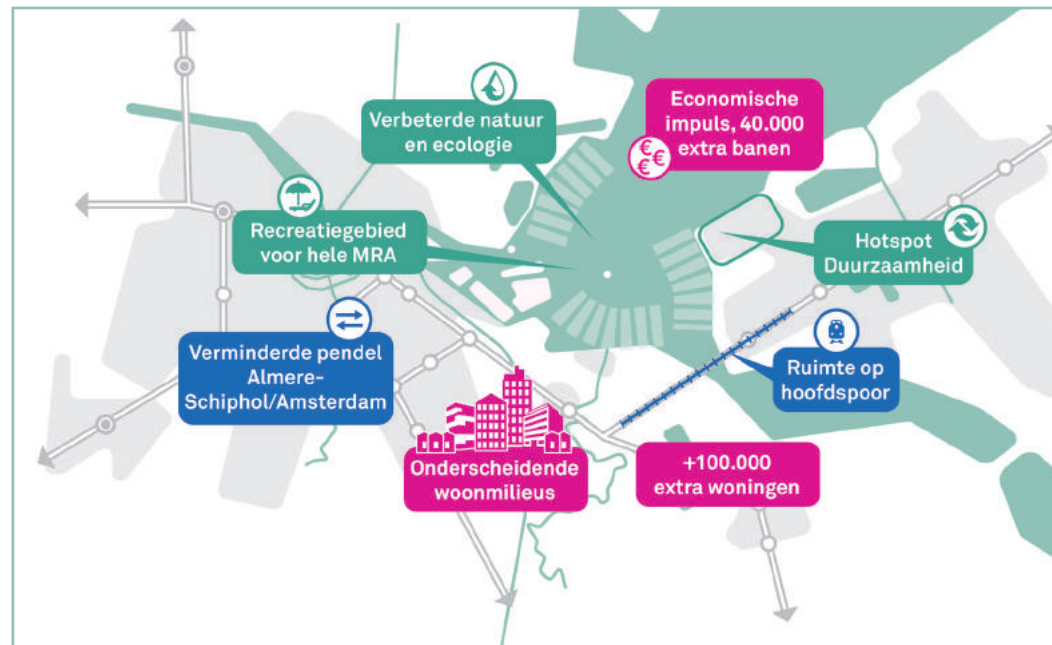 Verbeterde natuur
en ecologie
Economische
impuls, 40.000
extra banen
€
€
€
Recreatiegebied
voor hele MRA
Hotspot
Duurzaamheid
Verminderde pendel
Almere-
Schiphol/Amsterdam
Ruimte op
hoofdspoor
Onderscheidende
woonmilieus
+100.000
extra woningen